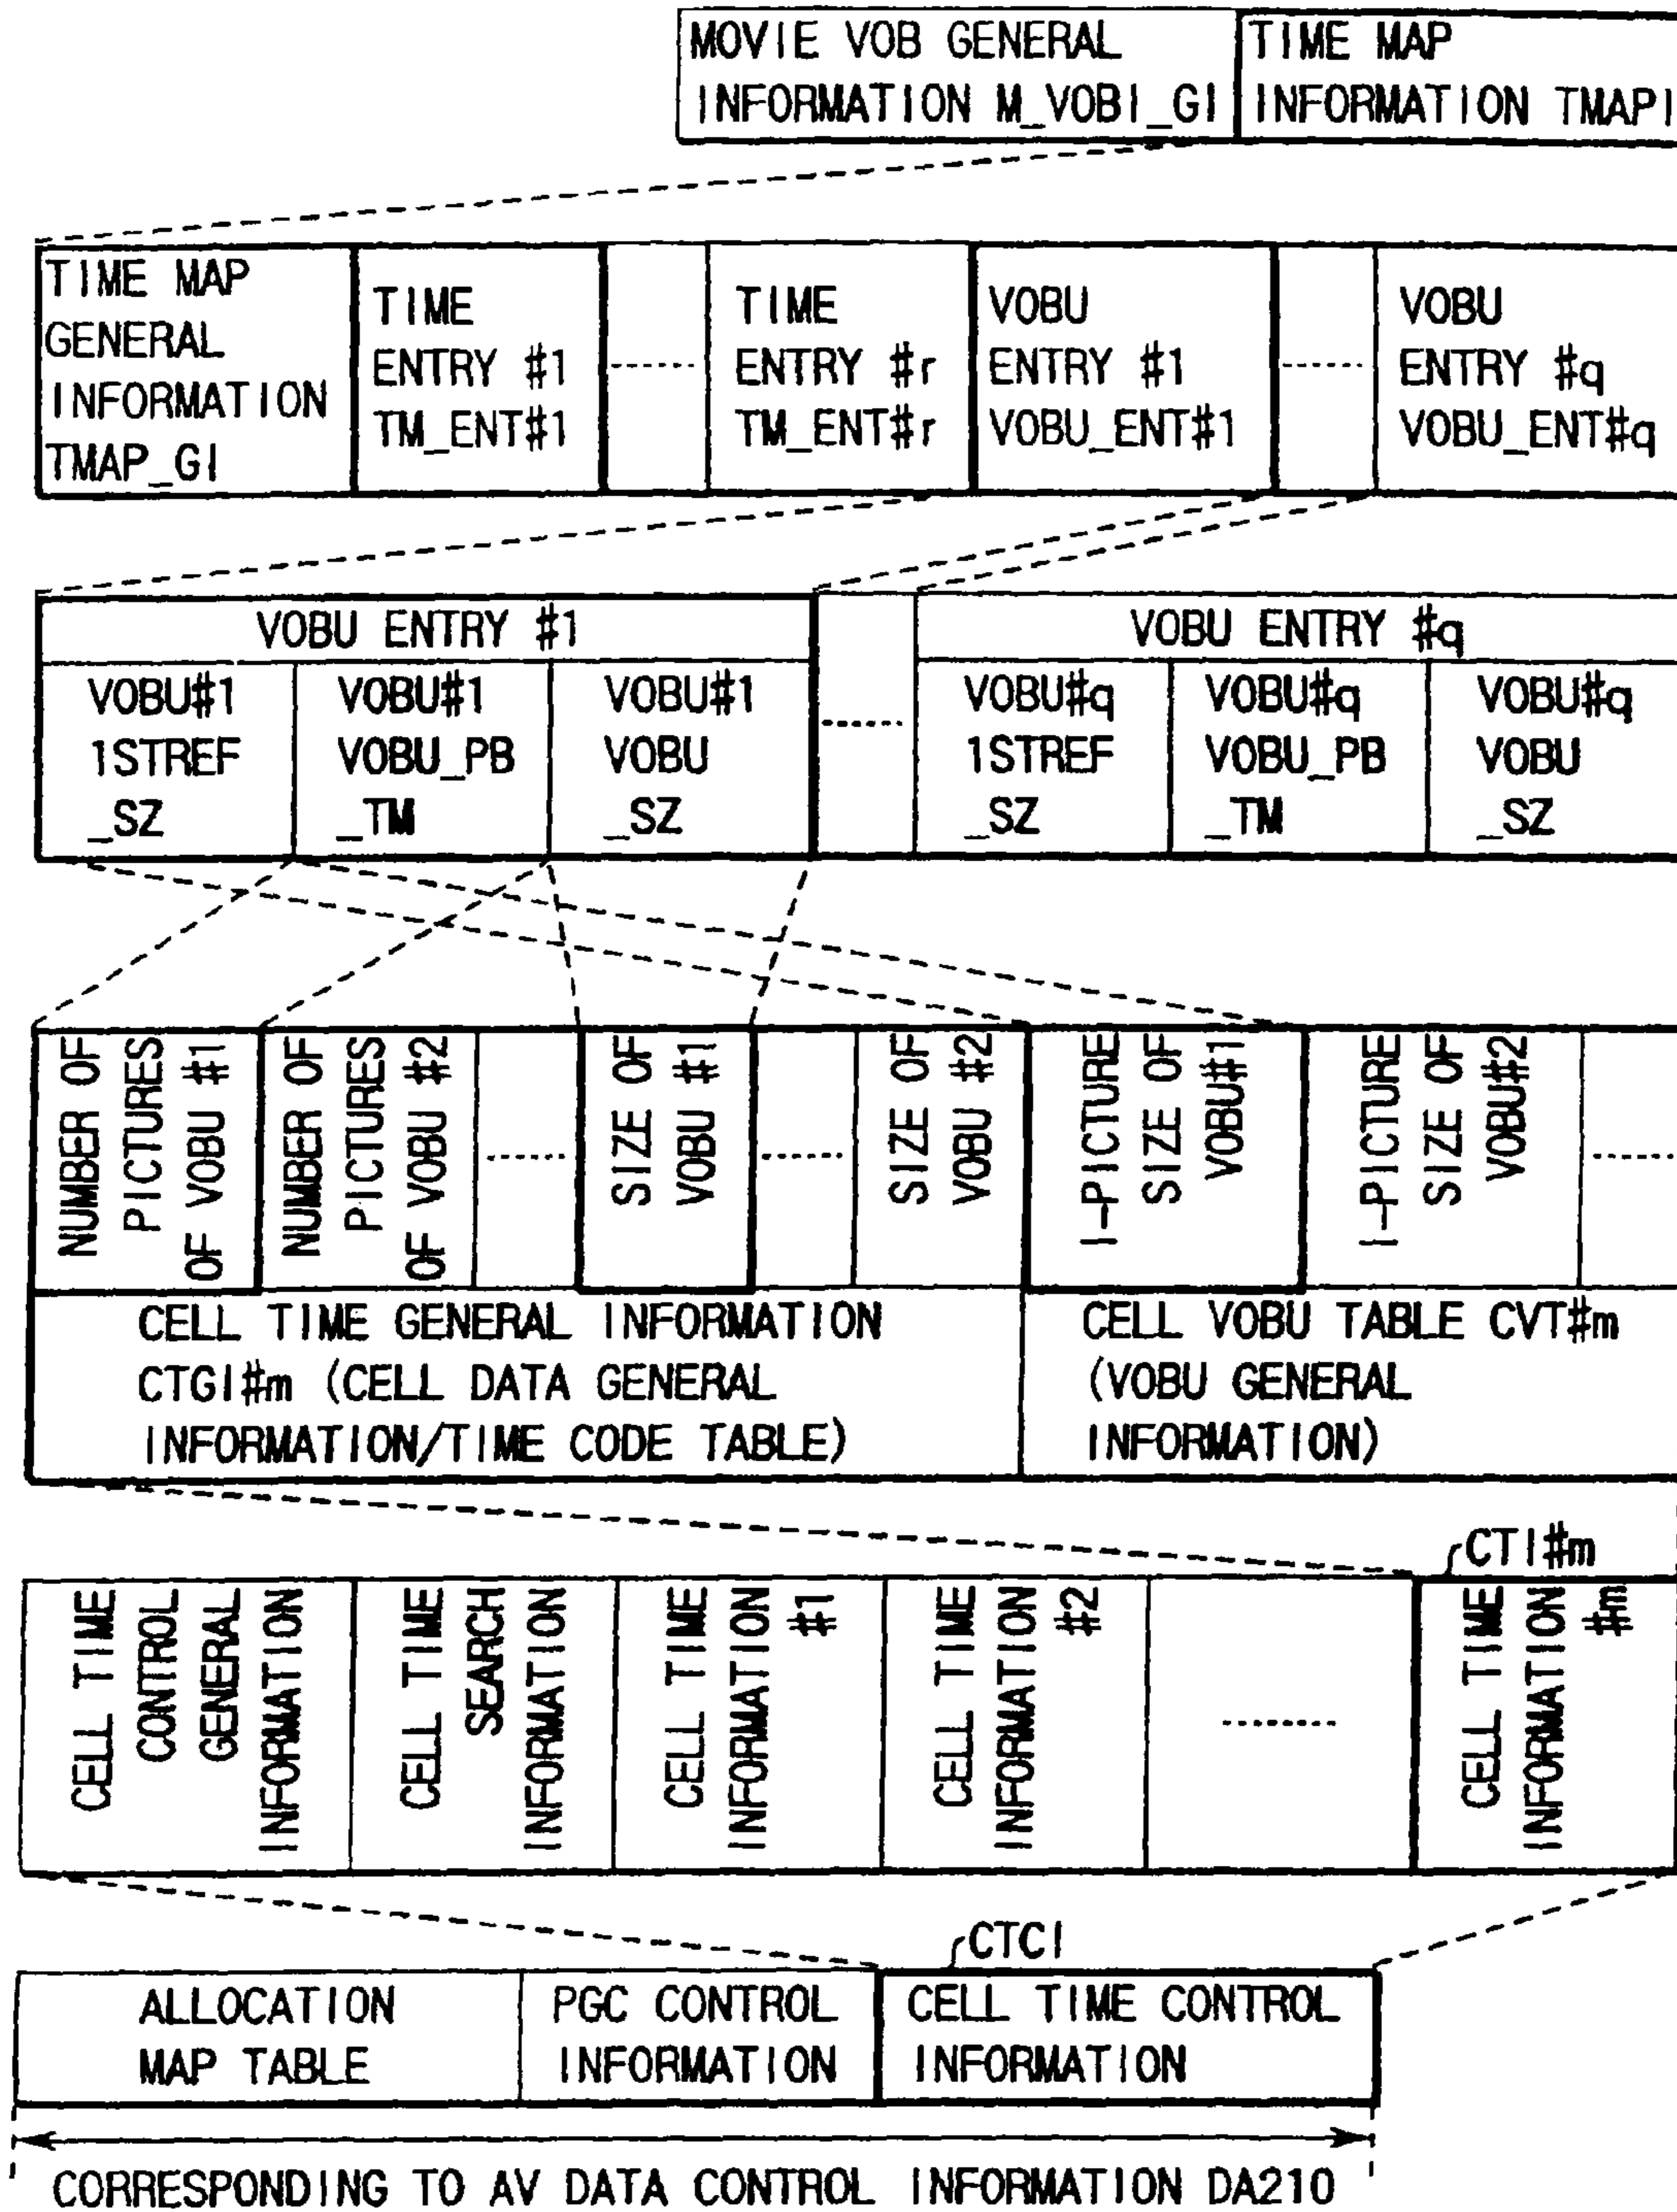 MOVIE VOB GENERAL
INFORMATION M_VOBI_GI
TIME MAP
INFORMATION TMAPI
TIME MAP
GENERAL
INFORMATION
TMAP_GI
TIME
ENTRY #1
TM_ENT#1
TIME
ENTRY #r
TM_ENT#r
VOBU
ENTRY #1
VOBU_ENT#1
VOBU
ENTRY #q
VOBU_ENT#q
VOBU ENTRY #1
VOBU#1
1STREF
_SZ
VOBU#1
VOBU_PB
_TM
VOBU#1
VOBU
_SZ
VOBU ENTRY #q
VOBU#q
1STREF
_SZ
VOBU#q
VOBU_PB
_TM
VOBU#q
VOBU
_SZ
NUMBER OF
PICTURES
OF VOBU #1
NUMBER OF
PICTURES
OF VOBU #2
SIZE OF
VOBU #1
SIZE OF
VOBU #2
I-PICTURE
SIZE OF
VOBU#1
I-PICTURE
SIZE OF
VOBU#2
CELL TIME GENERAL INFORMATION
CTGI#m (CELL DATA GENERAL
INFORMATION/TIME CODE TABLE)
CELL VOBU TABLE CVT#m
(VOBU GENERAL
INFORMATION)
CTI#m
CELL TIME
CONTROL
GENERAL
INFORMATION
CELL TIME
SEARCH
INFORMATION
CELL TIME
INFORMATION
#1
CELL TIME
INFORMATION
#2
CELL TIME
INFORMATION
#m
CTCI
ALLOCATION
MAP TABLE
PGC CONTROL
INFORMATION
CELL TIME CONTROL
INFORMATION
CORRESPONDING TO AV DATA CONTROL INFORMATION DA210